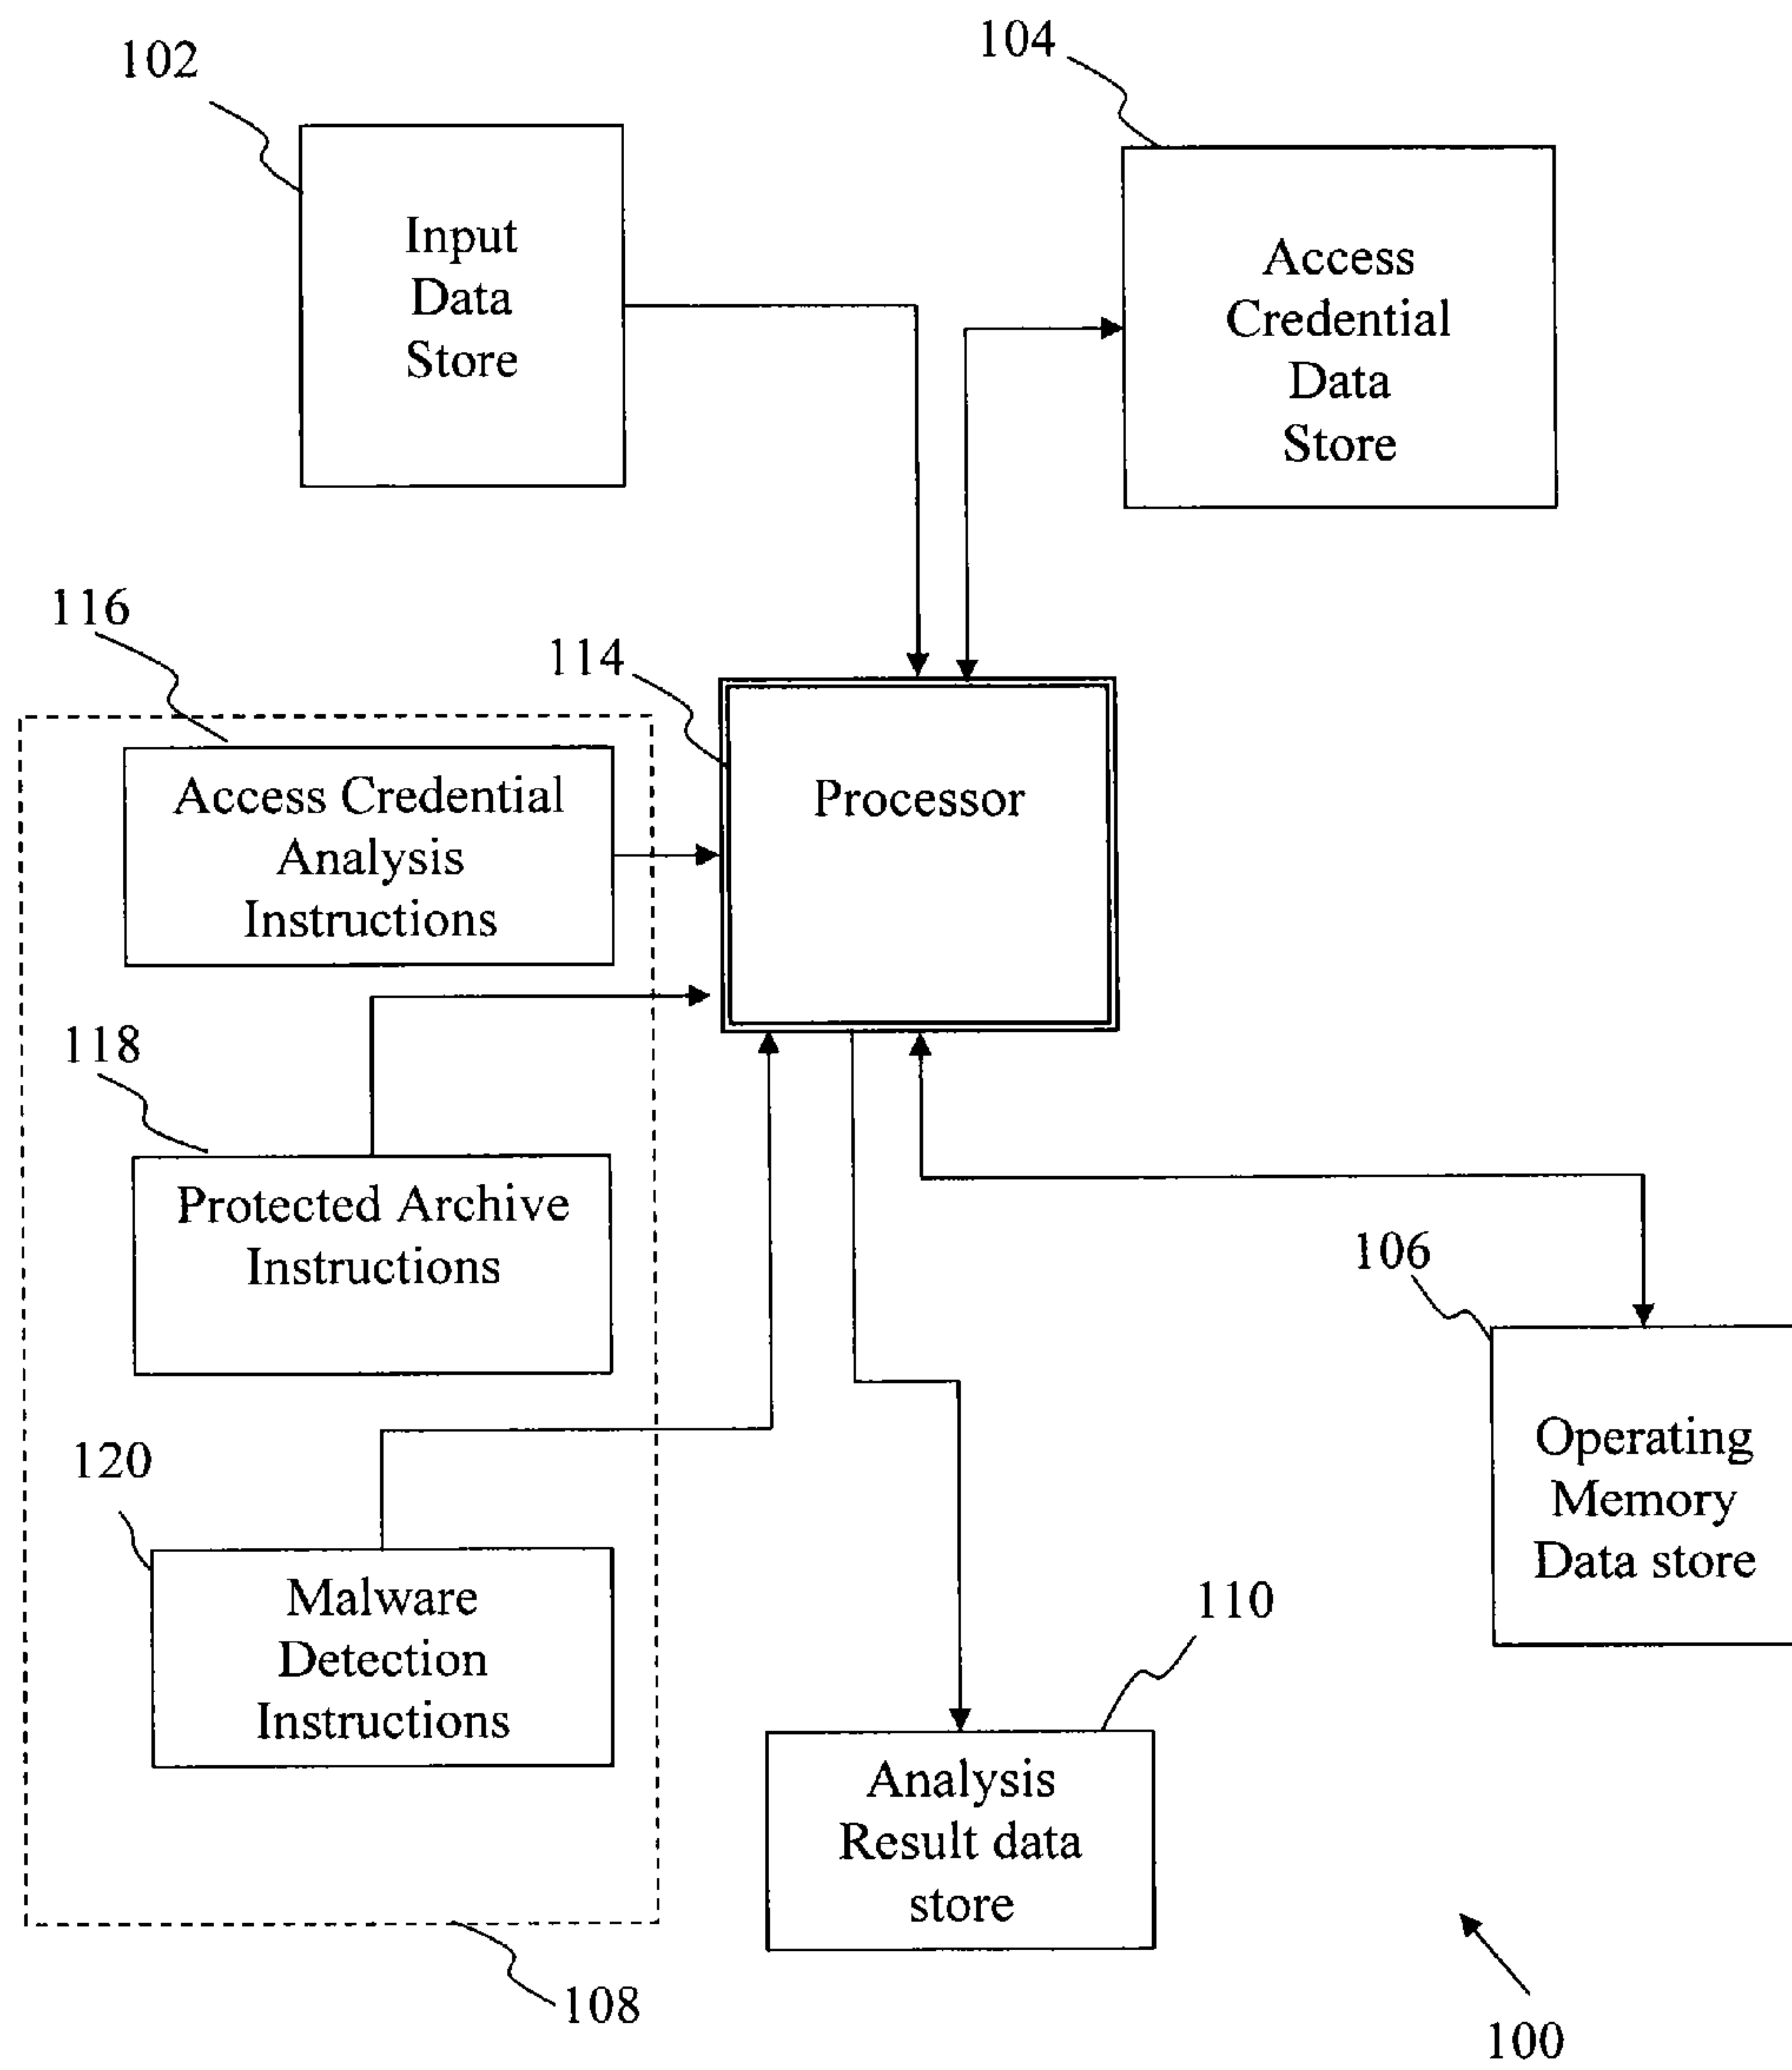 102
104
Input
Data
Store
Access
Credential
Data
Store
116
114
Access Credential
Analysis
Instructions
Processor
118
Protected Archive
Instructions
106
Operating
Memory
Data store
120
Malware
Detection
Instructions
110
Analysis
Result data
store
108
100